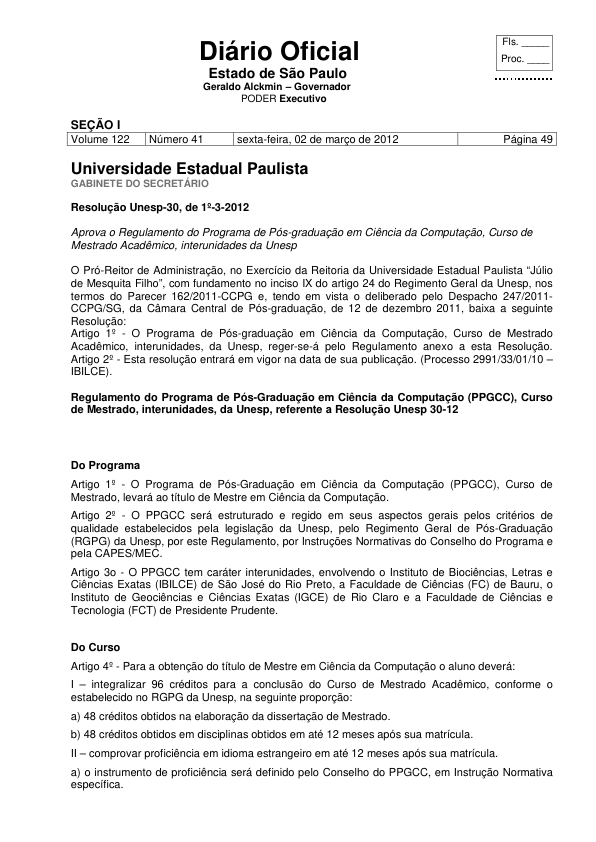 Diário Oficial
Estado de São Paulo
Geraldo Alckmin – Governador
PODER Executivo
Fls. _____
Proc. ____
SEÇÃO I
Volume 122 Número 41 sexta-feira, 02 de março de 2012 Página 49
Universidade Estadual Paulista
GABINETE DO SECRETÁRIO
Resolução Unesp-30, de 1º-3-2012
Aprova o Regulamento do Programa de Pós-graduação em Ciência da Computação, Curso de
Mestrado Acadêmico, interunidades da Unesp
O Pró-Reitor de Administração, no Exercício da Reitoria da Universidade Estadual Paulista “Júlio
de Mesquita Filho”, com fundamento no inciso IX do artigo 24 do Regimento Geral da Unesp, nos
termos do Parecer 162/2011-CCPG e, tendo em vista o deliberado pelo Despacho 247/2011-
CCPG/SG, da Câmara Central de Pós-graduação, de 12 de dezembro 2011, baixa a seguinte
Resolução:
Artigo 1º - O Programa de Pós-graduação em Ciência da Computação, Curso de Mestrado
Acadêmico, interunidades, da Unesp, reger-se-á pelo Regulamento anexo a esta Resolução.
Artigo 2º - Esta resolução entrará em vigor na data de sua publicação. (Processo 2991/33/01/10 –
IBILCE).
Regulamento do Programa de Pós-Graduação em Ciência da Computação (PPGCC), Curso
de Mestrado, interunidades, da Unesp, referente a Resolução Unesp 30-12
Do Programa
Artigo 1º - O Programa de Pós-Graduação em Ciência da Computação (PPGCC), Curso de
Mestrado, levará ao título de Mestre em Ciência da Computação.
Artigo 2º - O PPGCC será estruturado e regido em seus aspectos gerais pelos critérios de
qualidade estabelecidos pela legislação da Unesp, pelo Regimento Geral de Pós-Graduação
(RGPG) da Unesp, por este Regulamento, por Instruções Normativas do Conselho do Programa e
pela CAPES/MEC.
Artigo 3o - O PPGCC tem caráter interunidades, envolvendo o Instituto de Biociências, Letras e
Ciências Exatas (IBILCE) de São José do Rio Preto, a Faculdade de Ciências (FC) de Bauru, o
Instituto de Geociências e Ciências Exatas (IGCE) de Rio Claro e a Faculdade de Ciências e
Tecnologia (FCT) de Presidente Prudente.
Do Curso
Artigo 4º - Para a obtenção do título de Mestre em Ciência da Computação o aluno deverá:
I – integralizar 96 créditos para a conclusão do Curso de Mestrado Acadêmico, conforme o
estabelecido no RGPG da Unesp, na seguinte proporção:
a) 48 créditos obtidos na elaboração da dissertação de Mestrado.
b) 48 créditos em disciplinas obtidos em até 12 meses após sua matrícula.
II – comprovar proficiência em idioma estrangeiro em até 12 meses após sua matrícula.
a) o instrumento de proficiência será definido pelo Conselho do PPGCC, em Instrução Normativa
específica.